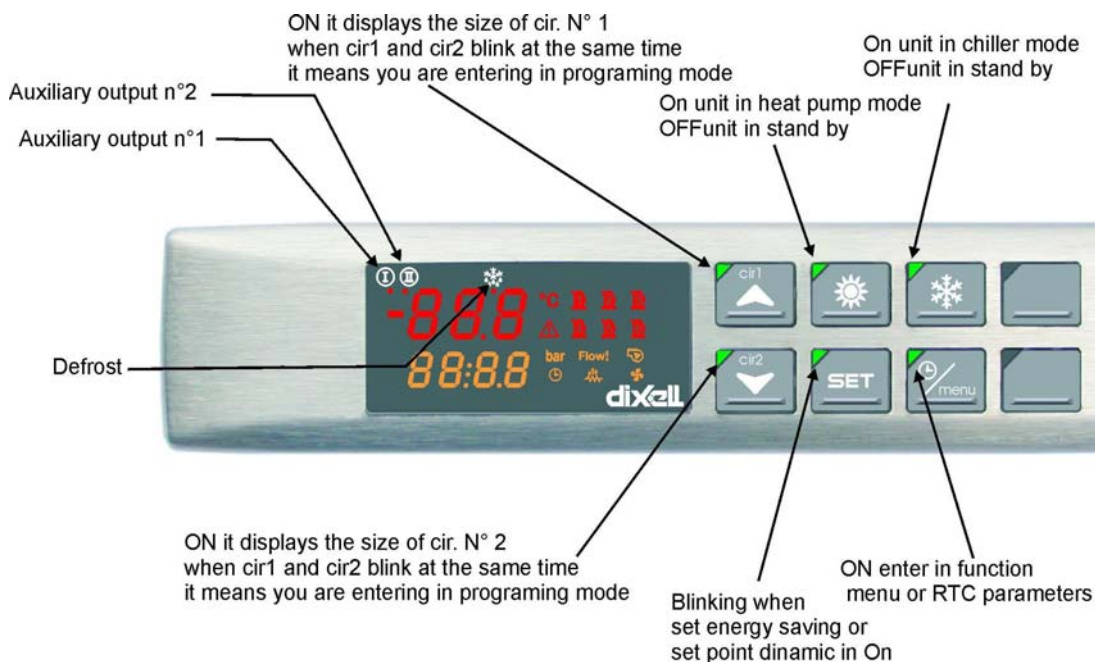 ON it displays the size of cir. N° 1
when cir1 and cir2 blink at the same time
it means you are entering in programing mode
On unit in chiller mode
OFFunit in stand by
Auxiliary output n°2
On unit in heat pump mode
OFFunit in stand by
Auxiliary output n°1
cir1
-88.8 °C
Defrost
88:8.8 bar Flow!
dixell
cir2
SET
menu
ON it displays the size of cir. N° 2
when cir1 and cir2 blink at the same time
it means you are entering in programing mode
ON enter in function
menu or RTC parameters
Blinking when
set energy saving or
set point dinamic in On